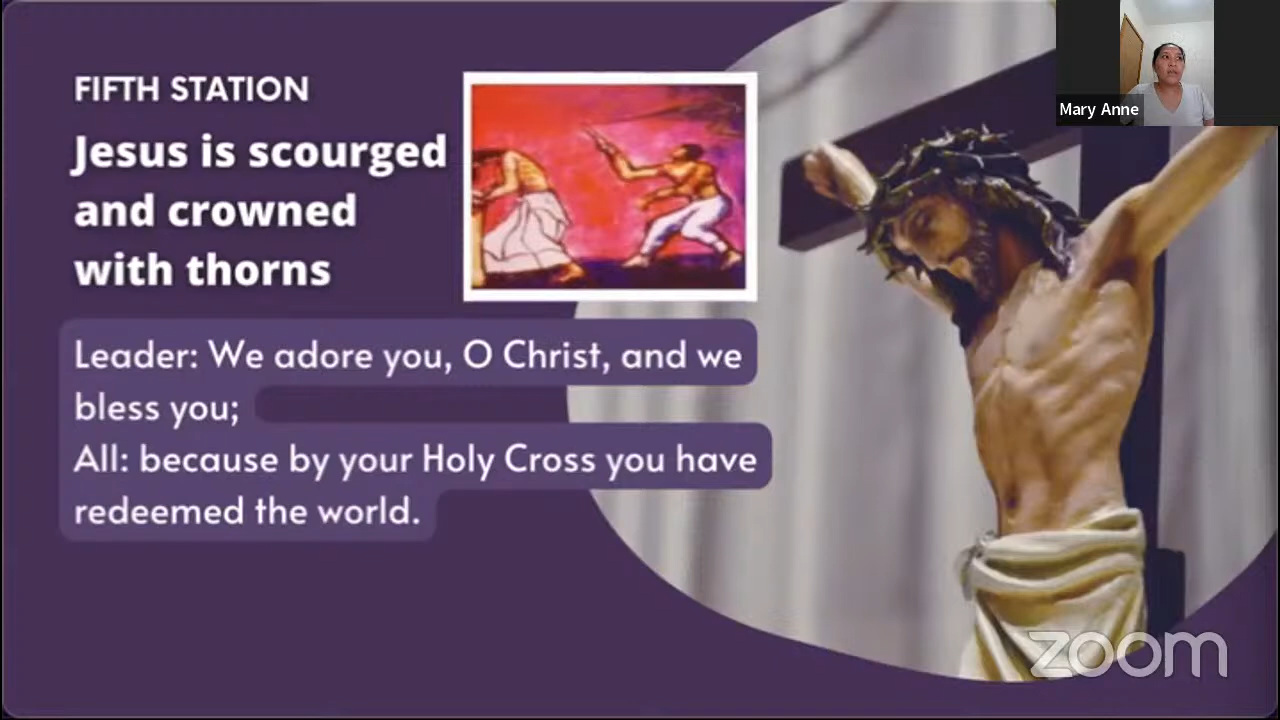 FIFTH STATION
Jesus is scourged
and crowned
with thorns
Leader: We adore you, O Christ, and we
bless you;
All: because by your Holy Cross you have
redeemed the world.
Mary Anne
zoom